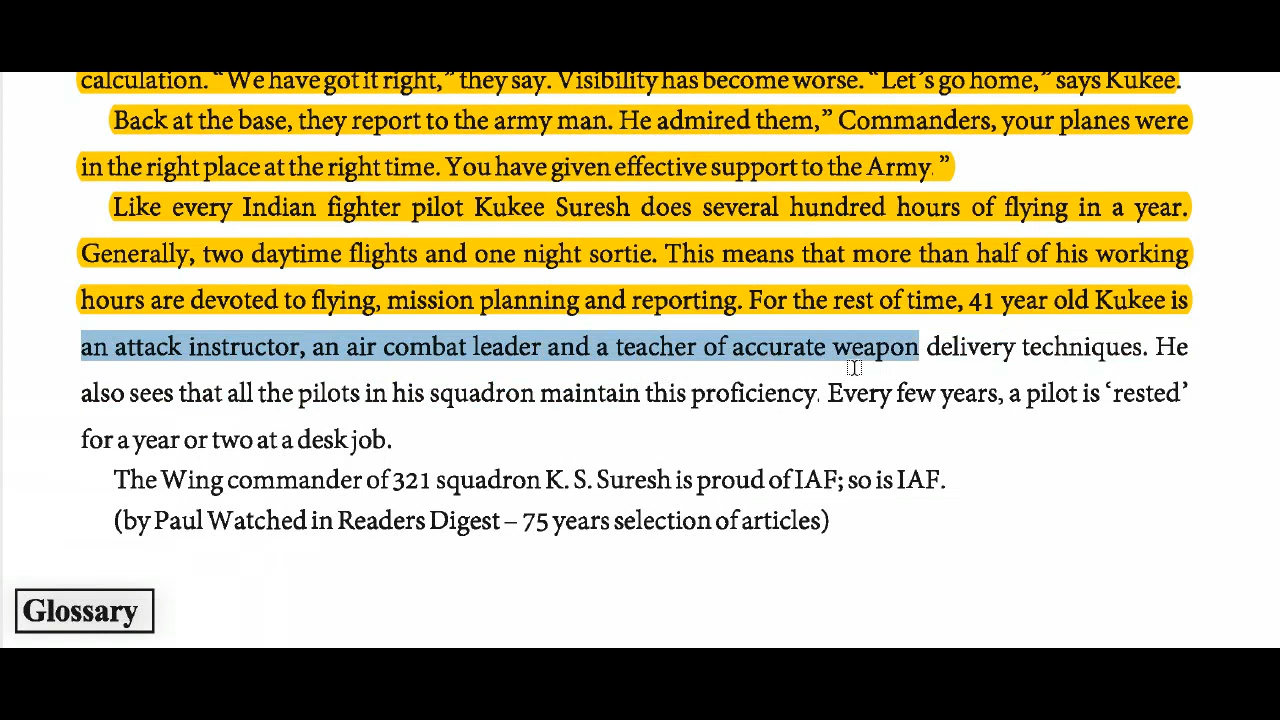 calculation. “We have got it right,” they say. Visibility has become worse. “Let’s go home,” says Kukee.
Back at the base, they report to the army man. He admired them,” Commanders, your planes were
in the right place at the right time. You have given effective support to the Army. ”
Like every Indian fighter pilot Kukee Suresh does several hundred hours of flying in a year.
Generally, two daytime flights and one night sortie. This means that more than half of his working
hours are devoted to flying, mission planning and reporting. For the rest of time, 41 year old Kukee is
an attack instructor, an air combat leader and a teacher of accurate weapon delivery techniques. He
also sees that all the pilots in his squadron maintain this proficiency. Every few years, a pilot is ‘rested’
for a year or two at a desk job.
The Wing commander of 321 squadron K. S. Suresh is proud of IAF; so is IAF.
(by Paul Watched in Readers Digest – 75 years selection of articles)
Glossary